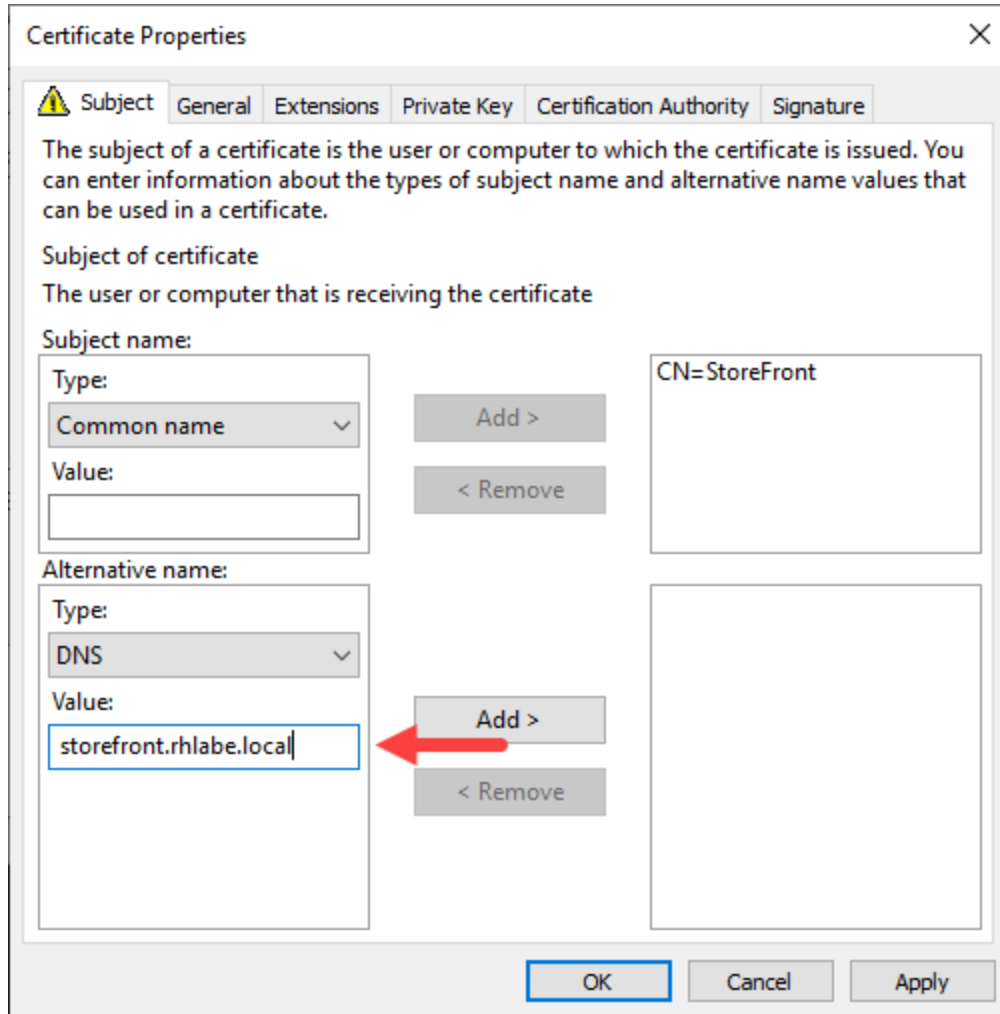 Certificate Properties
Subject General Extensions Private Key Certification Authority Signature
The subject of a certificate is the user or computer to which the certificate is issued. You
can enter information about the types of subject name and alternative name values that
can be used in a certificate.
Subject of certificate
The user or computer that is receiving the certificate
Subject name:
Type:
Common name
Value:
Add >
< Remove
CN=StoreFront
Alternative name:
Type:
DNS
Value:
storefront.rhlabe.local
Add >
< Remove
OK Cancel Apply